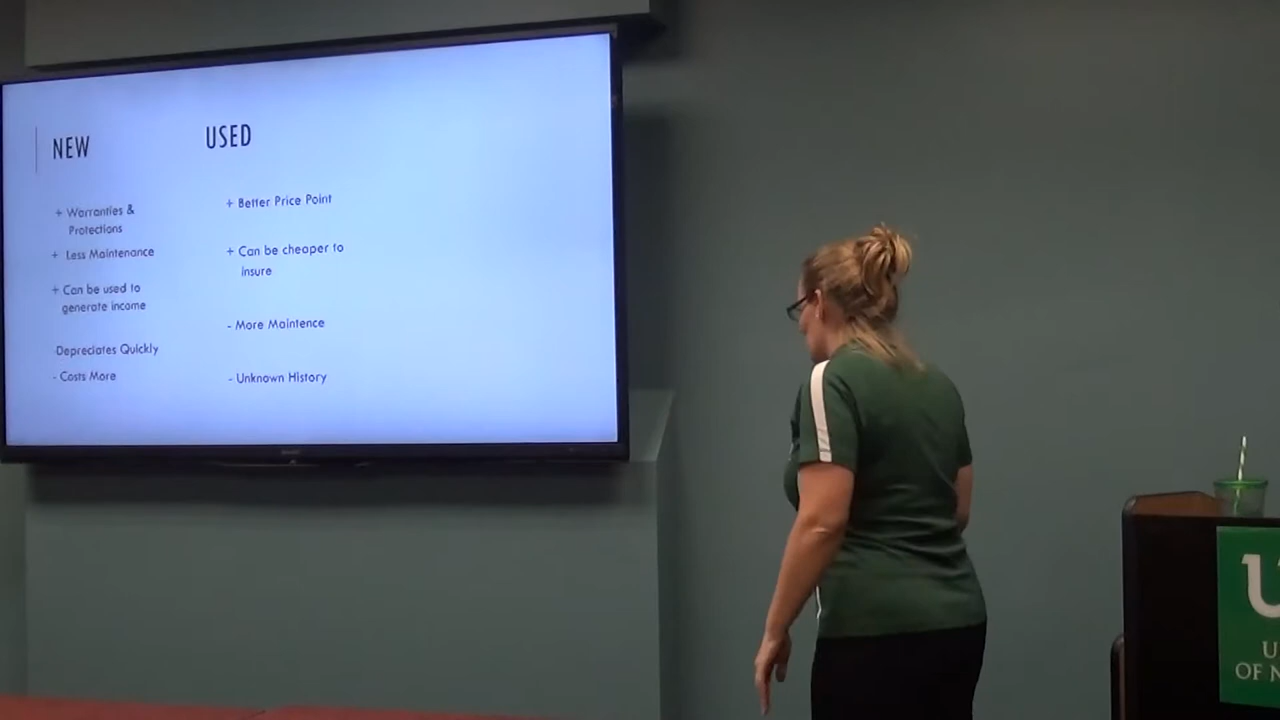 NEW
+ Warranties &
Protections
+ Less Maintenance
+ Can be used to
generate income
-Depreciates Quickly
- Costs More
USED
+ Better Price Point
+ Can be cheaper to
insure
- More Maintence
- Unknown History
U
OF N